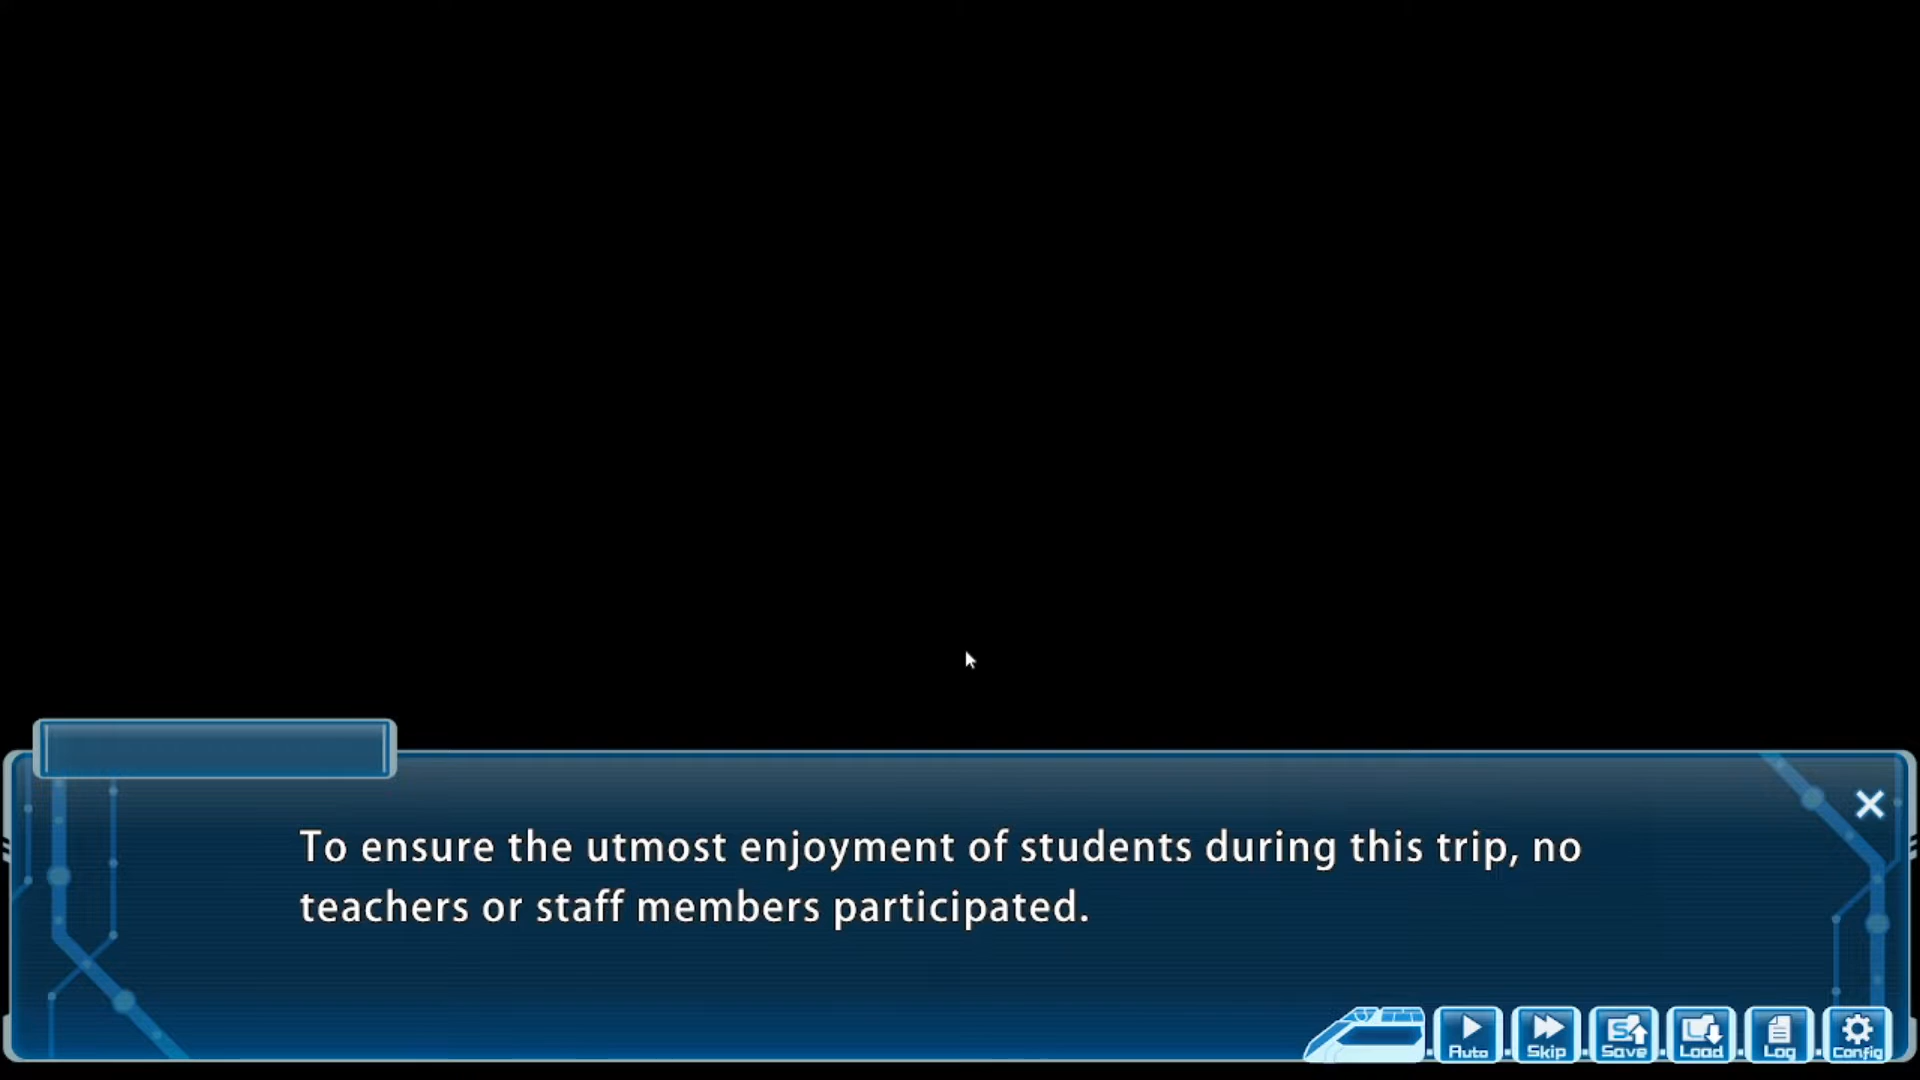 To ensure the utmost enjoyment of students during this trip, no
teachers or staff members participated.
Auto Skip Save Load Log Config